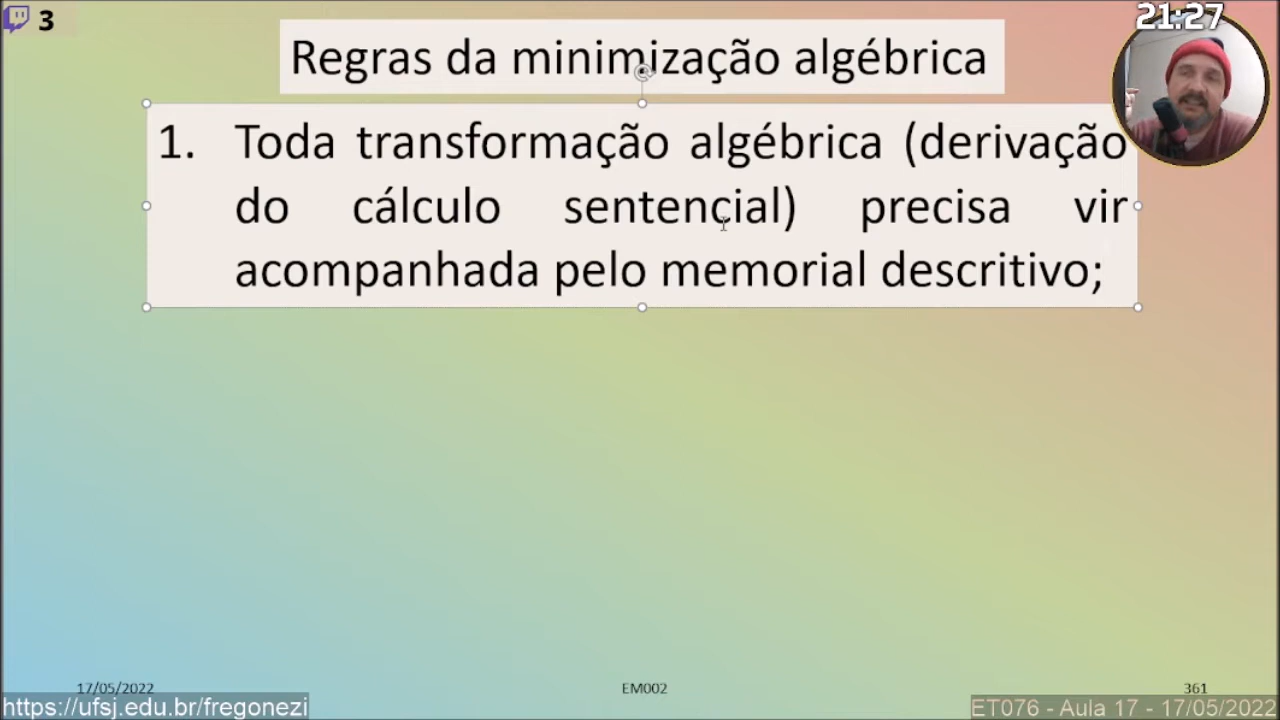 3
21:27
Regras da minimização algébrica
1. Toda transformação algébrica (derivação
do cálculo sentencial) precisa vir
acompanhada pelo memorial descritivo;
17/05/2022
EM002
361
https://ufsj.edu.br/fregonezi
ET076 - Aula 17 - 17/05/2022